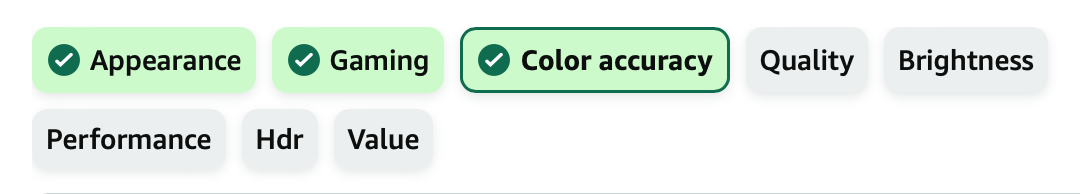 Appearance Gaming Color accuracy Quality Brightness
Performance Hdr Value